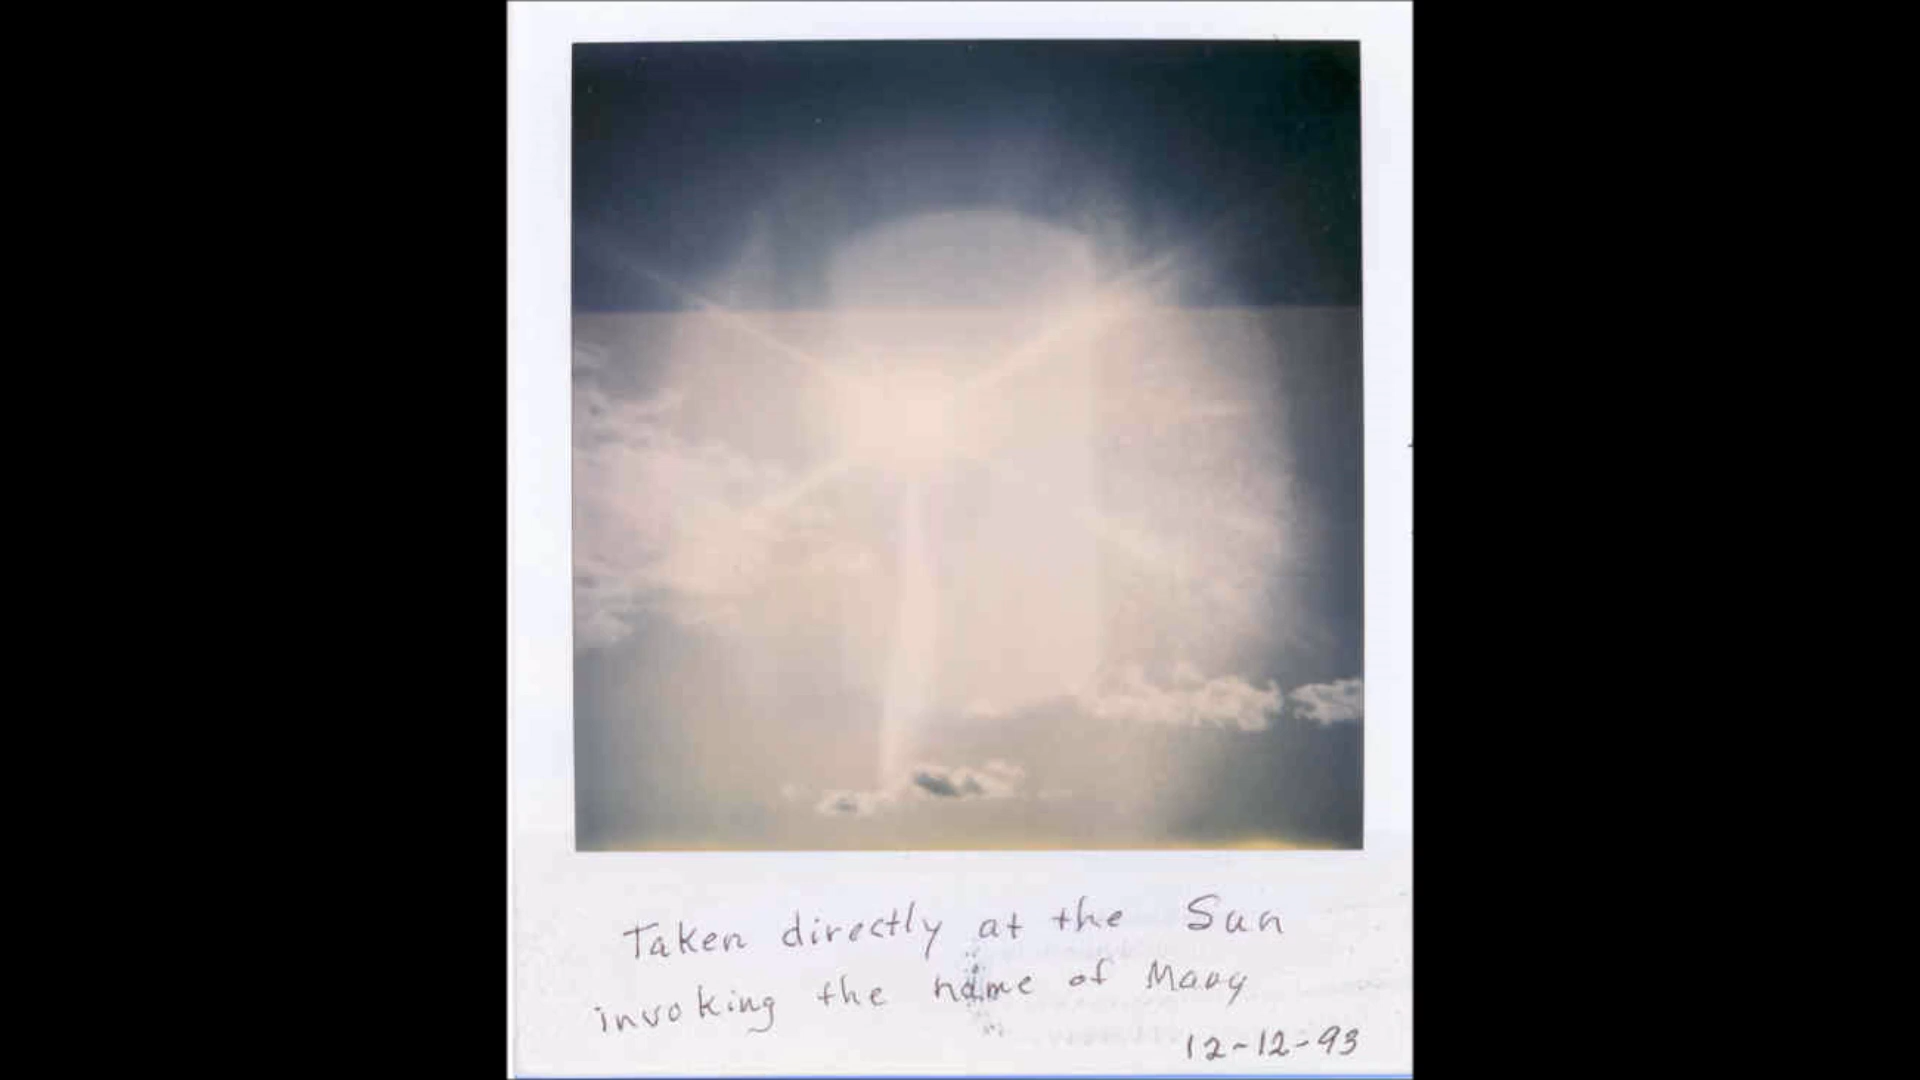 Taken directly at the Sun
invoking the name of Mary
12-12-93